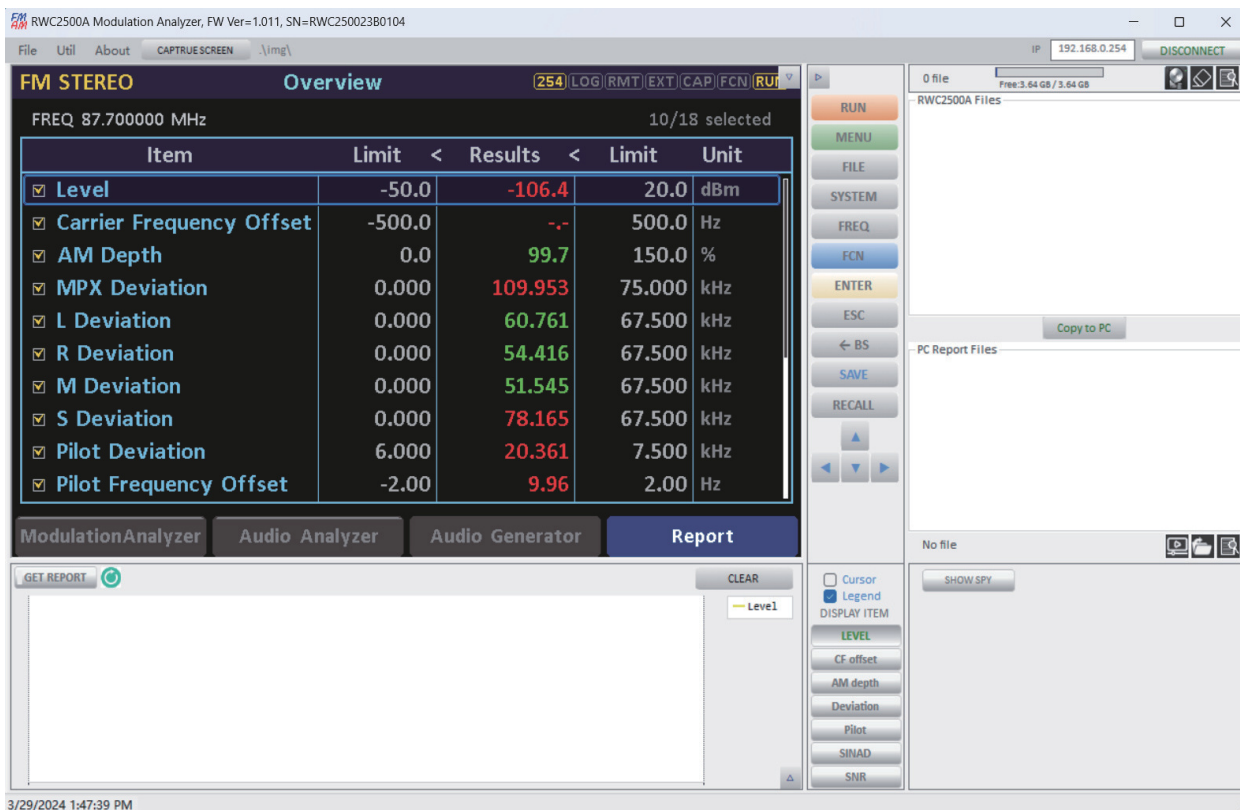 FM AM RWC2500A Modulation Analyzer, FW Ver=1.011, SN=RWC250023B0104
File Util About CAPTRUE SCREEN .\img\ IP 192.168.0.254 DISCONNECT
FM STEREO Overview 254 LOG RMT EXT CAP FCN RUN
FREQ 87.700000 MHz 10/18 selected
Item Limit < Results < Limit Unit
Level -50.0 -106.4 20.0 dBm
Carrier Frequency Offset -500.0 -.- 500.0 Hz
AM Depth 0.0 99.7 150.0 %
MPX Deviation 0.000 109.953 75.000 kHz
L Deviation 0.000 60.761 67.500 kHz
R Deviation 0.000 54.416 67.500 kHz
M Deviation 0.000 51.545 67.500 kHz
S Deviation 0.000 78.165 67.500 kHz
Pilot Deviation 6.000 20.361 7.500 kHz
Pilot Frequency Offset -2.00 9.96 2.00 Hz
ModulationAnalyzer Audio Analyzer Audio Generator Report
RUN
MENU
FILE
SYSTEM
FREQ
FCN
ENTER
ESC
← BS
SAVE
RECALL
0 file Free:3.64 GB / 3.64 GB
RWC2500A Files
Copy to PC
PC Report Files
No file
GET REPORT CLEAR
Level
Cursor
Legend
DISPLAY ITEM
LEVEL
CF offset
AM depth
Deviation
Pilot
SINAD
SNR
SHOW SPY
3/29/2024 1:47:39 PM